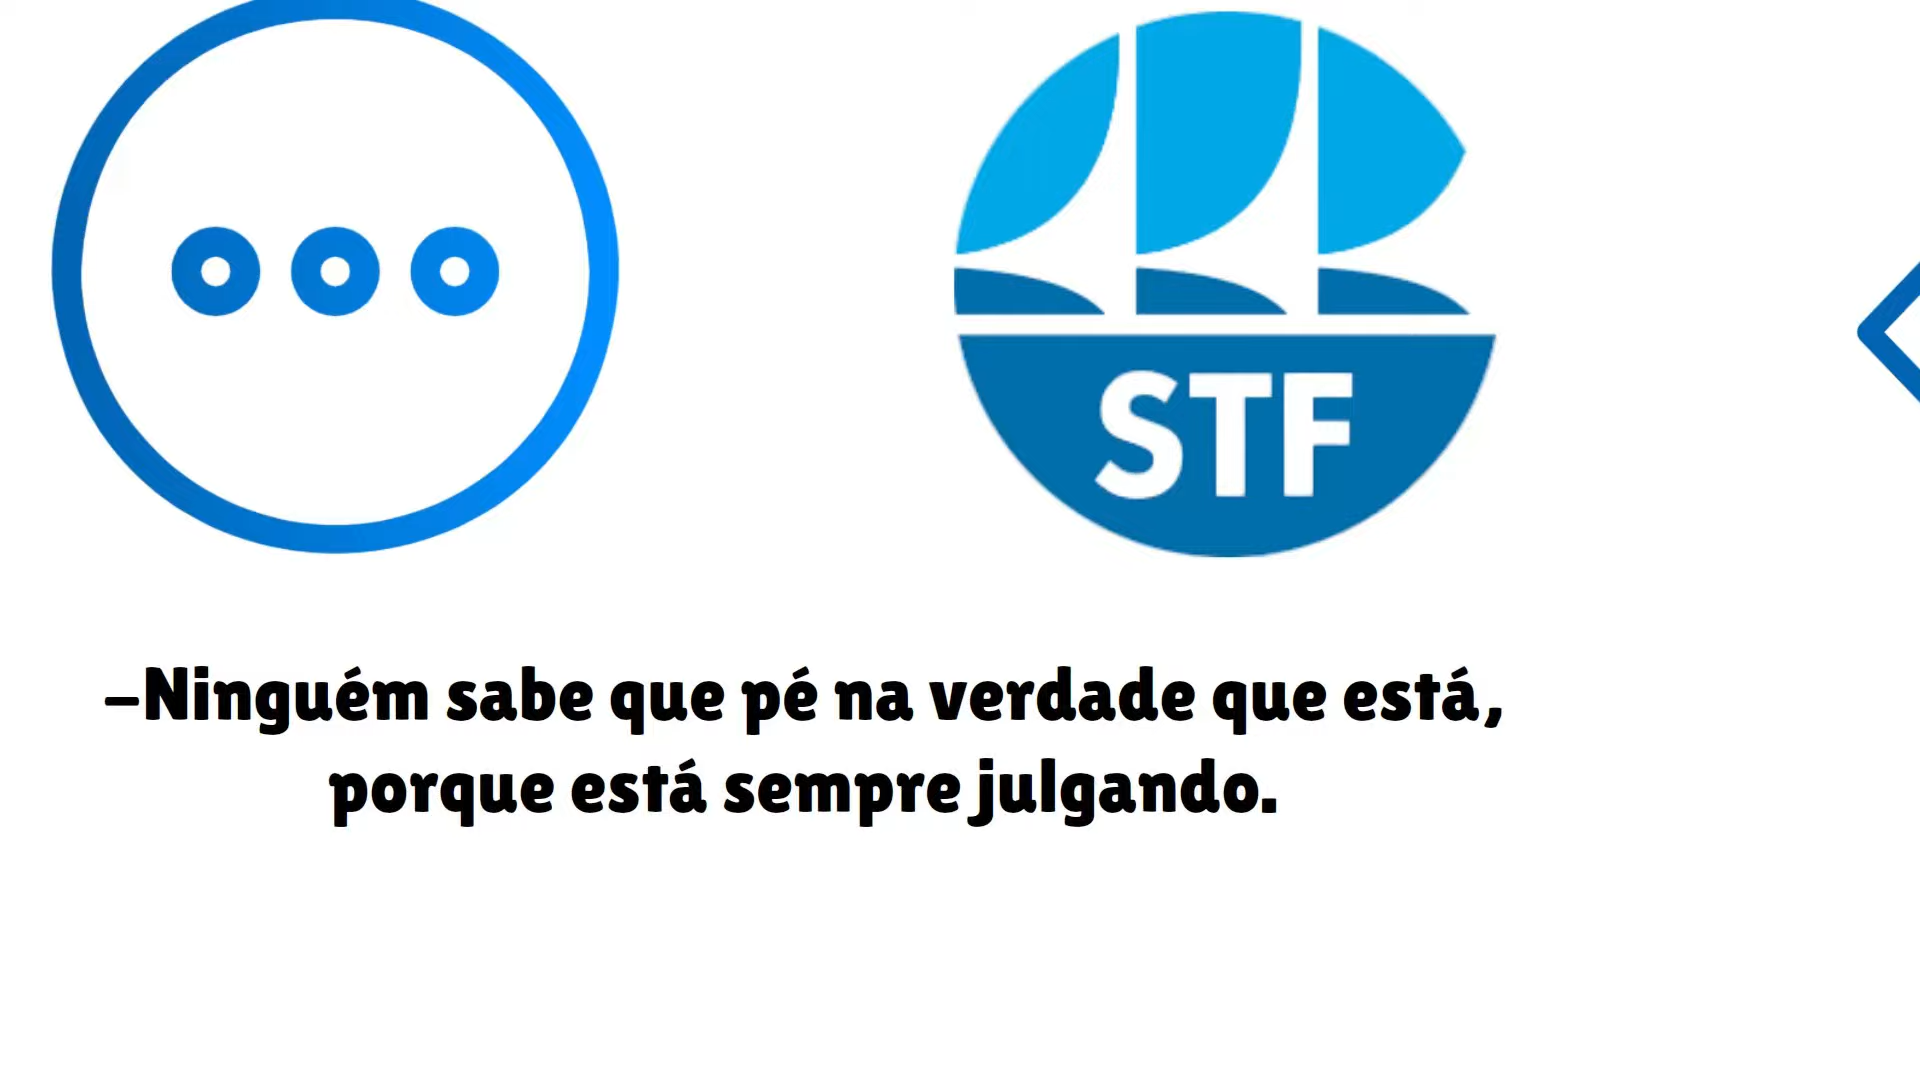 STF
–Ninguém sabe que pé na verdade que está,
porque está sempre julgando.